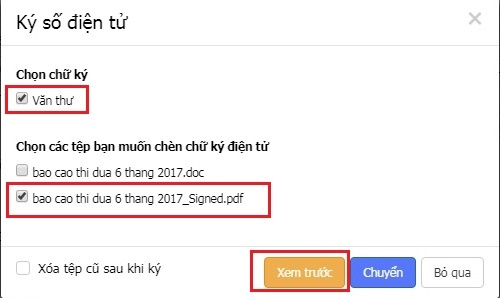 Ký số điện tử
×
Chọn chữ ký
Văn thư
Chọn các tệp bạn muốn chèn chữ ký điện tử
bao cao thi dua 6 thang 2017.doc
bao cao thi dua 6 thang 2017_Signed.pdf
Xóa tệp cũ sau khi ký
Xem trước
Chuyển
Bỏ qua